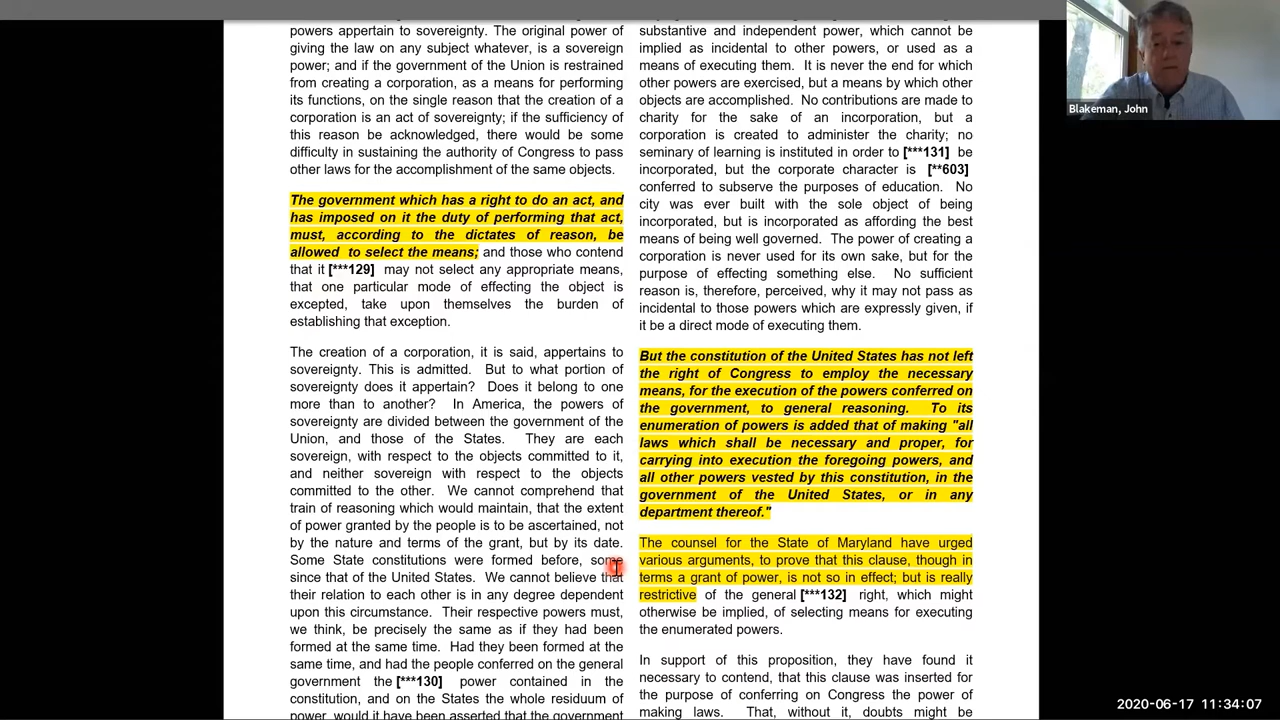 powers appertain to sovereignty. The original power of
giving the law on any subject whatever, is a sovereign
power; and if the government of the Union is restrained
from creating a corporation, as a means for performing
its functions, on the single reason that the creation of a
corporation is an act of sovereignty; if the sufficiency of
this reason be acknowledged, there would be some
difficulty in sustaining the authority of Congress to pass
other laws for the accomplishment of the same objects.
The government which has a right to do an act, and
has imposed on it the duty of performing that act,
must, according to the dictates of reason, be
allowed to select the means; and those who contend
that it [***129] may not select any appropriate means,
that one particular mode of effecting the object is
excepted, take upon themselves the burden of
establishing that exception.
The creation of a corporation, it is said, appertains to
sovereignty. This is admitted. But to what portion of
sovereignty does it appertain? Does it belong to one
more than to another? In America, the powers of
sovereignty are divided between the government of the
Union, and those of the States. They are each
sovereign, with respect to the objects committed to it,
and neither sovereign with respect to the objects
committed to the other. We cannot comprehend that
train of reasoning which would maintain, that the extent
of power granted by the people is to be ascertained, not
by the nature and terms of the grant, but by its date.
Some State constitutions were formed before, some
since that of the United States. We cannot believe that
their relation to each other is in any degree dependent
upon this circumstance. Their respective powers must,
we think, be precisely the same as if they had been
formed at the same time. Had they been formed at the
same time, and had the people conferred on the general
government the [***130] power contained in the
constitution, and on the States the whole residuum of
power, would it have been asserted that the government
substantive and independent power, which cannot be
implied as incidental to other powers, or used as a
means of executing them. It is never the end for which
other powers are exercised, but a means by which other
objects are accomplished. No contributions are made to
charity for the sake of an incorporation, but a
corporation is created to administer the charity; no
seminary of learning is instituted in order to [***131] be
incorporated, but the corporate character is [**603]
conferred to subserve the purposes of education. No
city was ever built with the sole object of being
incorporated, but is incorporated as affording the best
means of being well governed. The power of creating a
corporation is never used for its own sake, but for the
purpose of effecting something else. No sufficient
reason is, therefore, perceived, why it may not pass as
incidental to those powers which are expressly given, if
it be a direct mode of executing them.
But the constitution of the United States has not left
the right of Congress to employ the necessary
means, for the execution of the powers conferred on
the government, to general reasoning. To its
enumeration of powers is added that of making "all
laws which shall be necessary and proper, for
carrying into execution the foregoing powers, and
all other powers vested by this constitution, in the
government of the United States, or in any
department thereof."
The counsel for the State of Maryland have urged
various arguments, to prove that this clause, though in
terms a grant of power, is not so in effect; but is really
restrictive of the general [***132] right, which might
otherwise be implied, of selecting means for executing
the enumerated powers.
In support of this proposition, they have found it
necessary to contend, that this clause was inserted for
the purpose of conferring on Congress the power of
making laws. That, without it, doubts might be
Blakeman, John
2020-06-17 11:34:07